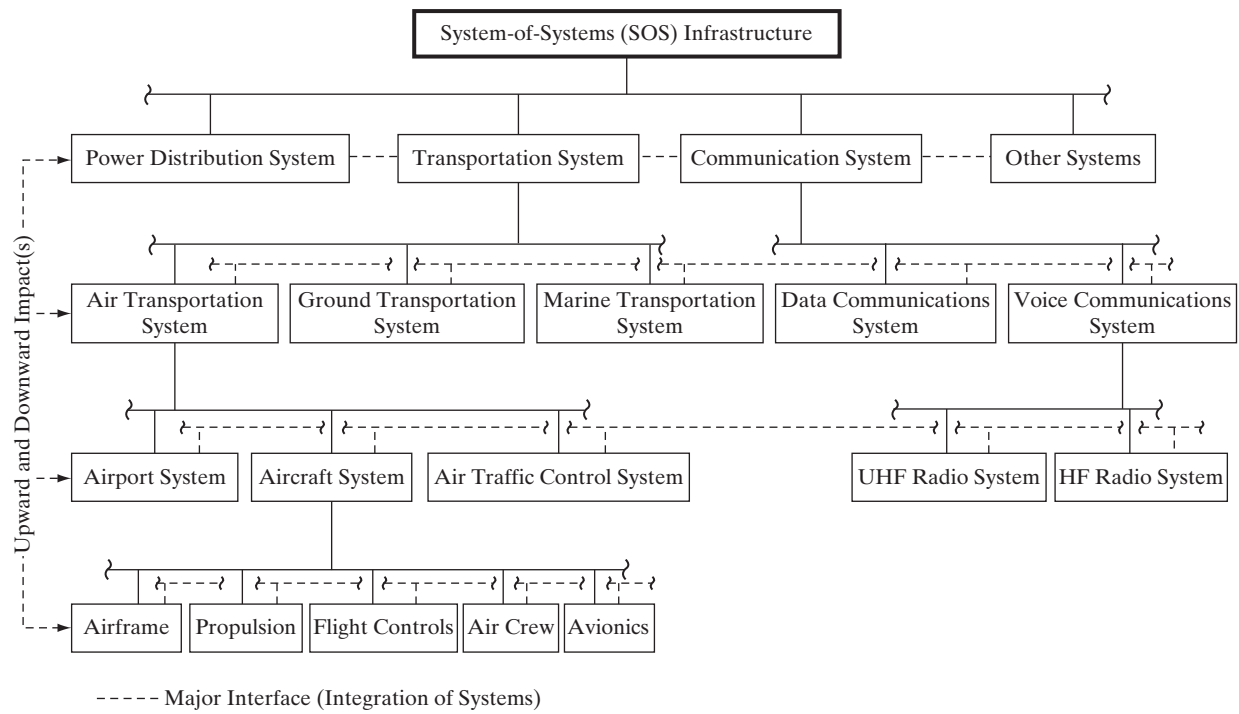 System-of-Systems (SOS) Infrastructure
Power Distribution System
Transportation System
Communication System
Other Systems
Upward and Downward Impact(s)
Air Transportation
System
Ground Transportation
System
Marine Transportation
System
Data Communications
System
Voice Communications
System
Airport System
Aircraft System
Air Traffic Control System
UHF Radio System
HF Radio System
Airframe
Propulsion
Flight Controls
Air Crew
Avionics
Major Interface (Integration of Systems)